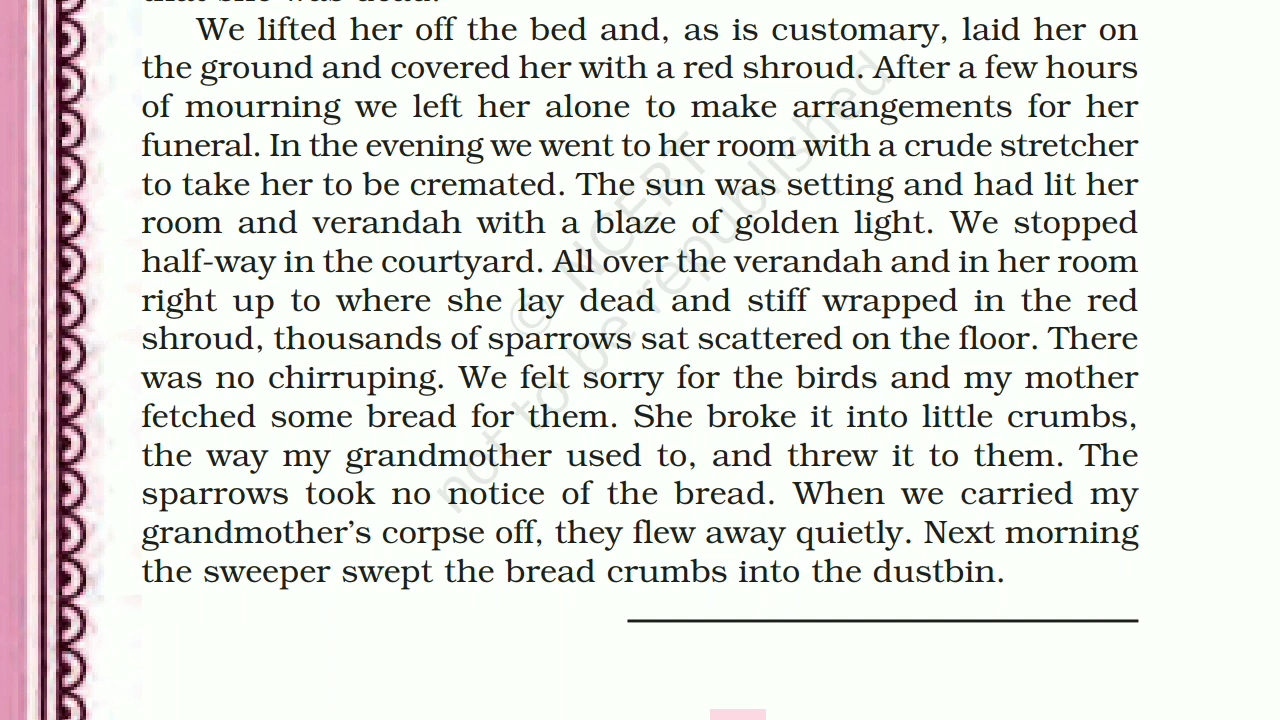 that she was dead.
We lifted her off the bed and, as is customary, laid her on
the ground and covered her with a red shroud. After a few hours
of mourning we left her alone to make arrangements for her
funeral. In the evening we went to her room with a crude stretcher
to take her to be cremated. The sun was setting and had lit her
room and verandah with a blaze of golden light. We stopped
half-way in the courtyard. All over the verandah and in her room
right up to where she lay dead and stiff wrapped in the red
shroud, thousands of sparrows sat scattered on the floor. There
was no chirruping. We felt sorry for the birds and my mother
fetched some bread for them. She broke it into little crumbs,
the way my grandmother used to, and threw it to them. The
sparrows took no notice of the bread. When we carried my
grandmother’s corpse off, they flew away quietly. Next morning
the sweeper swept the bread crumbs into the dustbin.
© NCERT
not to be republished